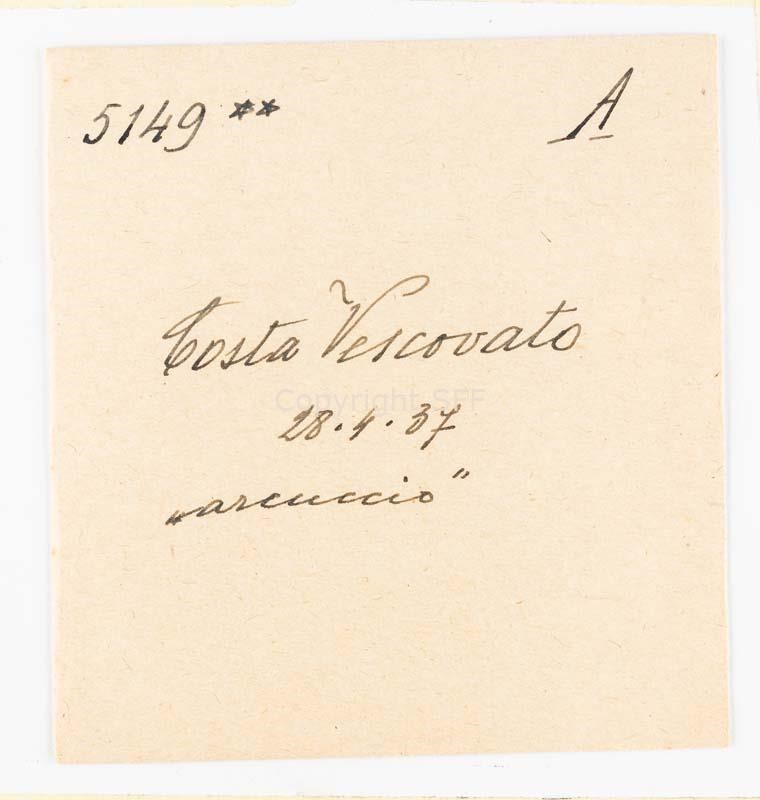 5149 ** A
Costa Vescovato
Copyright SFF
28.4.37
„arcuccio"